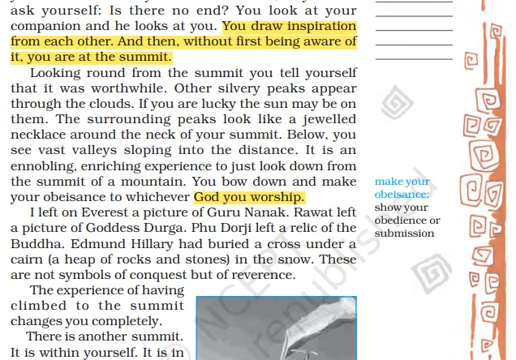 ask yourself: Is there no end? You look at your
companion and he looks at you. You draw inspiration
from each other. And then, without first being aware of
it, you are at the summit.
Looking round from the summit you tell yourself
that it was worthwhile. Other silvery peaks appear
through the clouds. If you are lucky the sun may be on
them. The surrounding peaks look like a jewelled
necklace around the neck of your summit. Below, you
see vast valleys sloping into the distance. It is an
ennobling, enriching experience to just look down from
the summit of a mountain. You bow down and make
your obeisance to whichever God you worship.
I left on Everest a picture of Guru Nanak. Rawat left
a picture of Goddess Durga. Phu Dorji left a relic of the
Buddha. Edmund Hillary had buried a cross under a
cairn (a heap of rocks and stones) in the snow. These
are not symbols of conquest but of reverence.
The experience of having
climbed to the summit
changes you completely.
There is another summit.
It is within yourself. It is in
make your
obeisance:
show your
obedience or
submission
© NCERT
republished